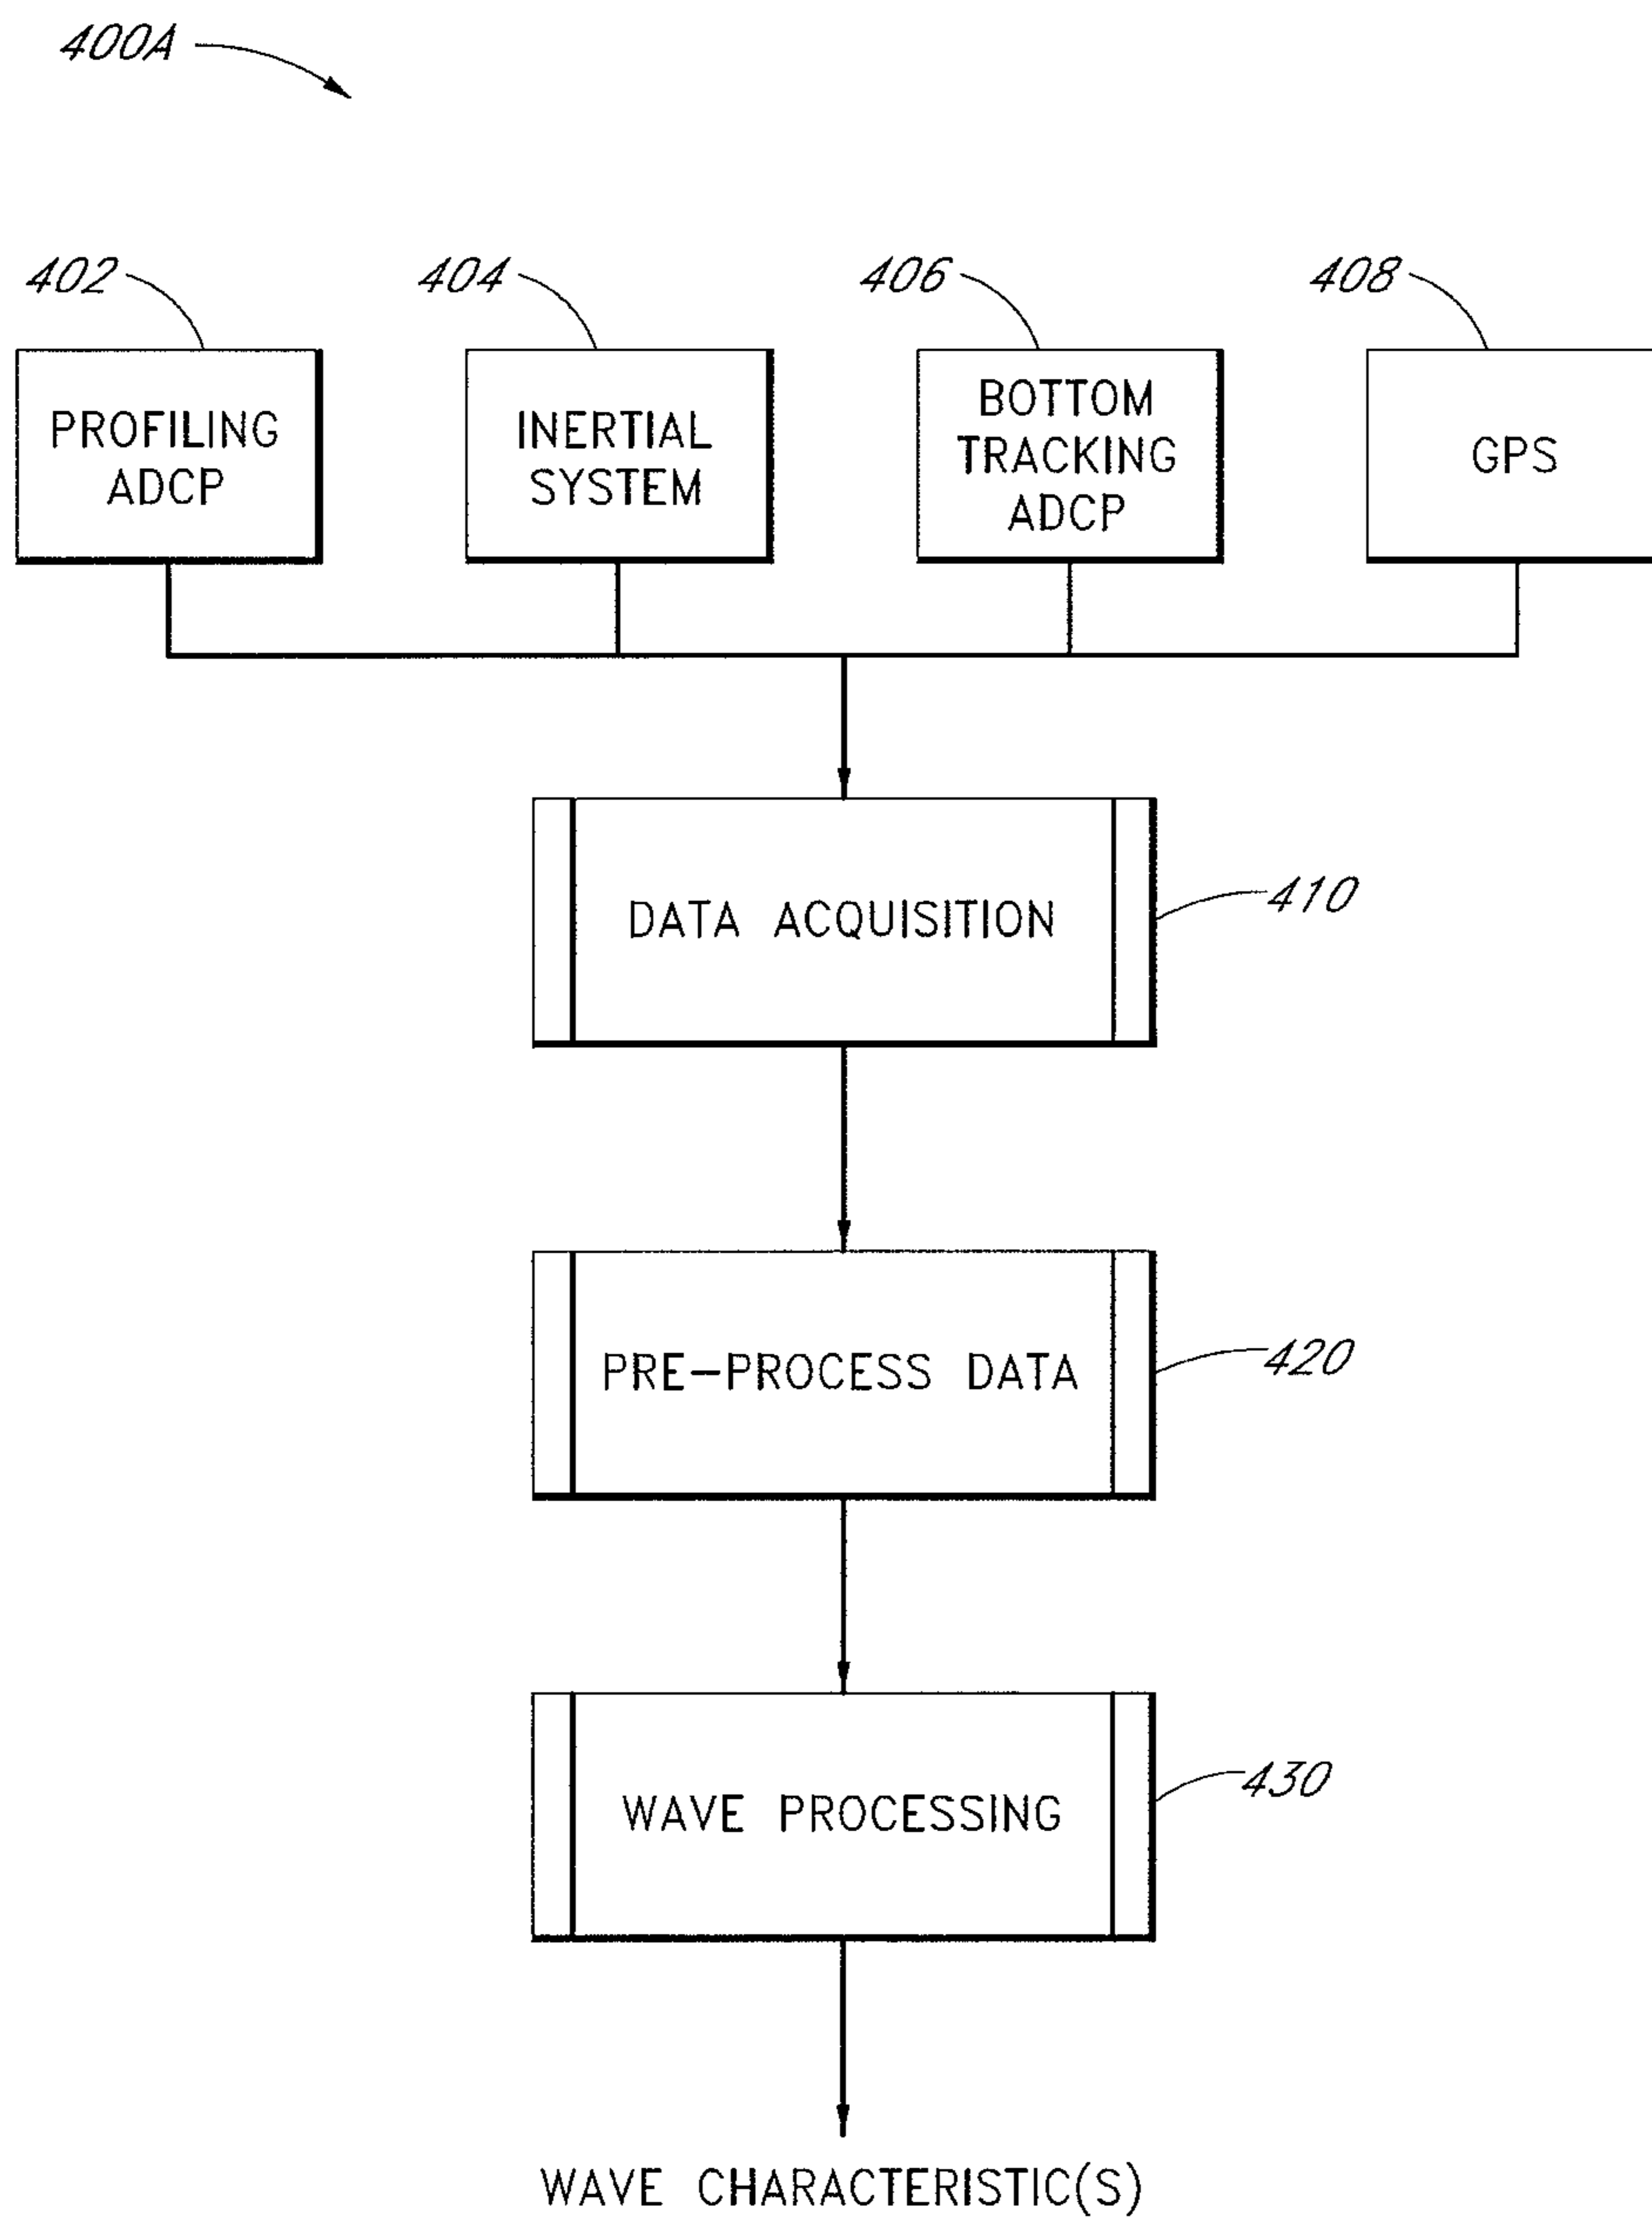 400A
402
404
406
408
PROFILING
ADCP
INERTIAL
SYSTEM
BOTTOM
TRACKING
ADCP
GPS
DATA ACQUISITION
410
PRE-PROCESS DATA
420
WAVE PROCESSING
430
WAVE CHARACTERISTIC(S)